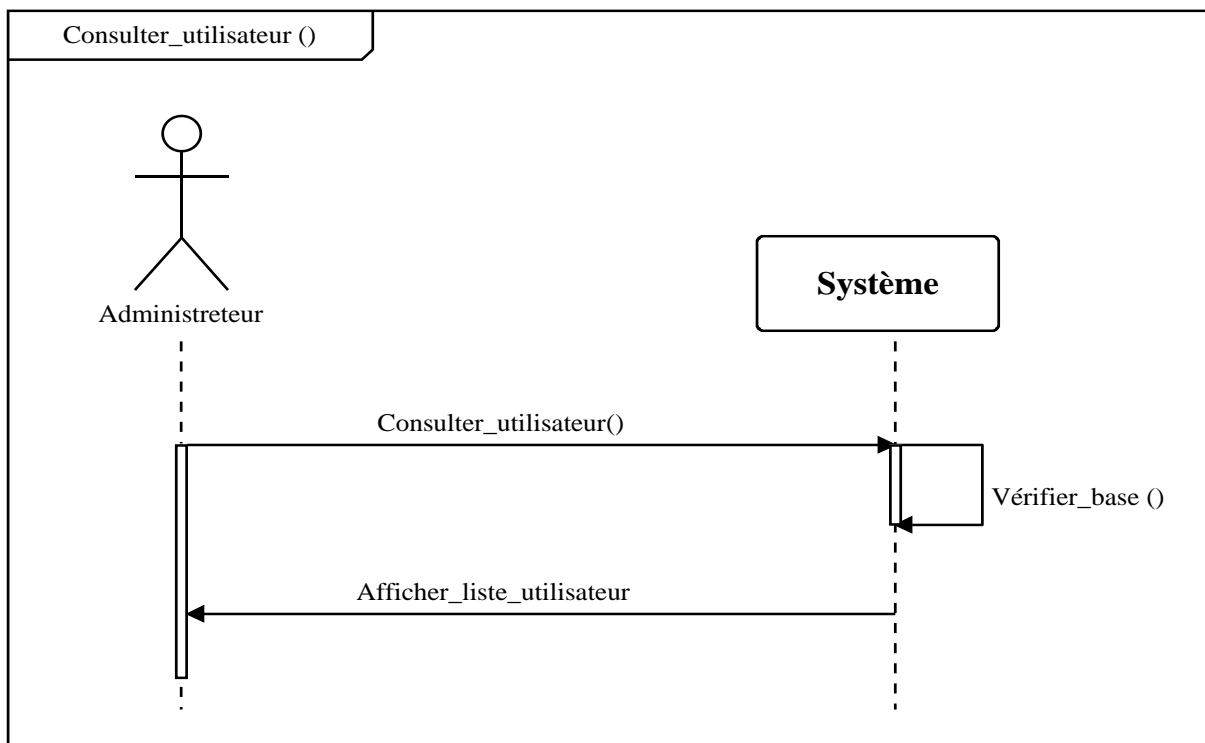 Consulter_utilisateur ()
Système
Administreteur
Consulter_utilisateur()
Vérifier_base ()
Afficher_liste_utilisateur